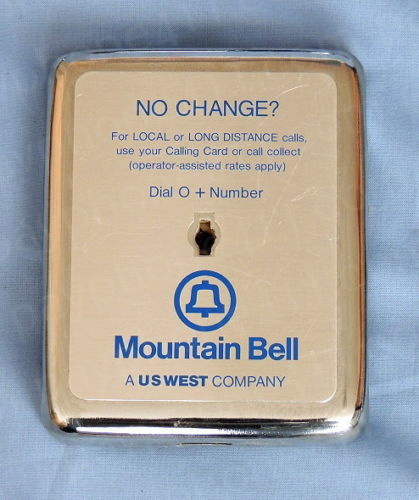 NO CHANGE?
For LOCAL or LONG DISTANCE calls,
use your Calling Card or call collect
(operator-assisted rates apply)
Dial O + Number
Mountain Bell
A US WEST COMPANY